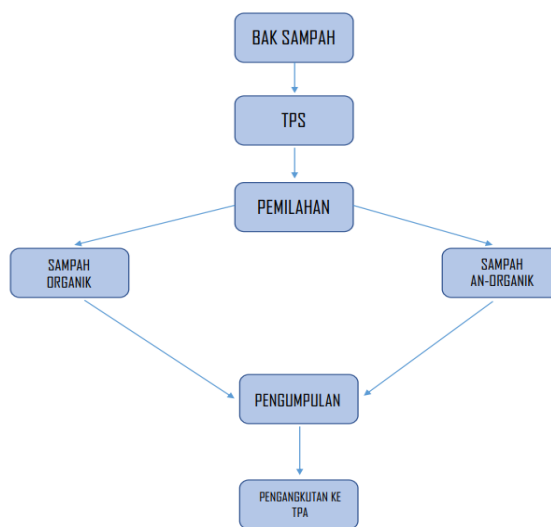 BAK SAMPAH
TPS
PEMILAHAN
SAMPAH
ORGANIK
SAMPAH
AN-ORGANIK
PENGUMPULAN
PENGANGKUTAN KE
TPA